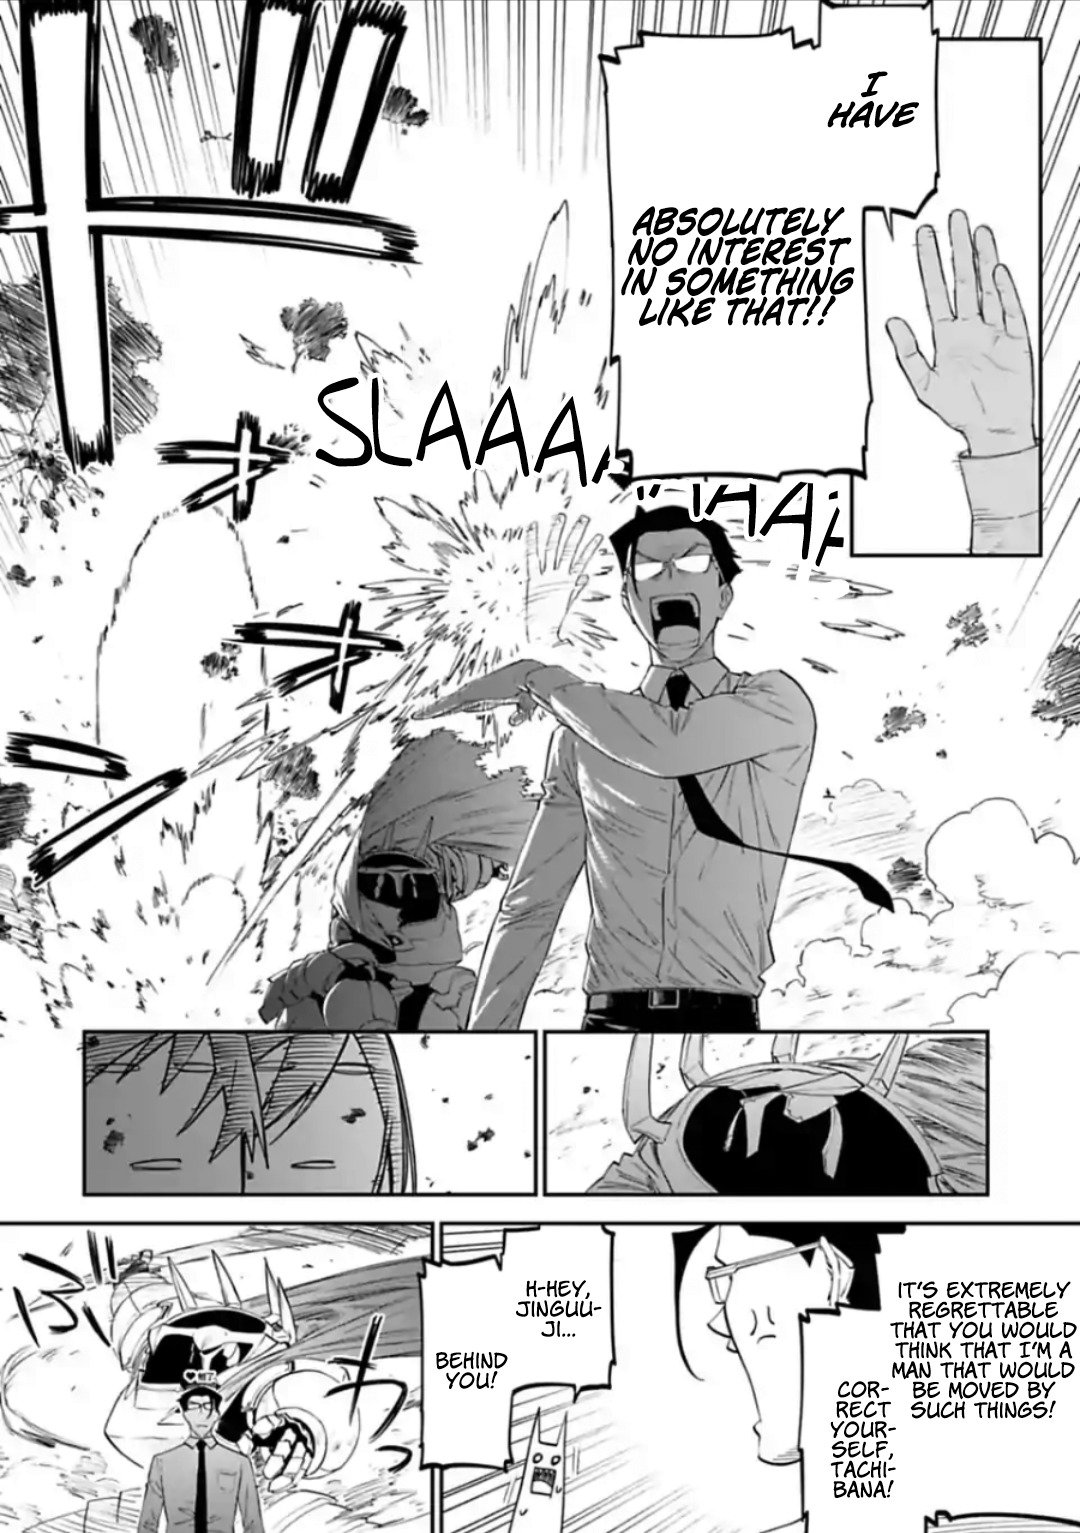 I
HAVE
ABSOLUTELY
NO INTEREST
IN SOMETHING
LIKE THAT!!
SLAAAA
IT'S EXTREMELY
REGRETTABLE
THAT YOU WOULD
THINK THAT I'M A
MAN THAT WOULD
BE MOVED BY
SUCH THINGS!
COR-
RECT
YOUR-
SELF,
TACHI-
BANA!
H-HEY,
JINGUU-
JI...
BEHIND
YOU!